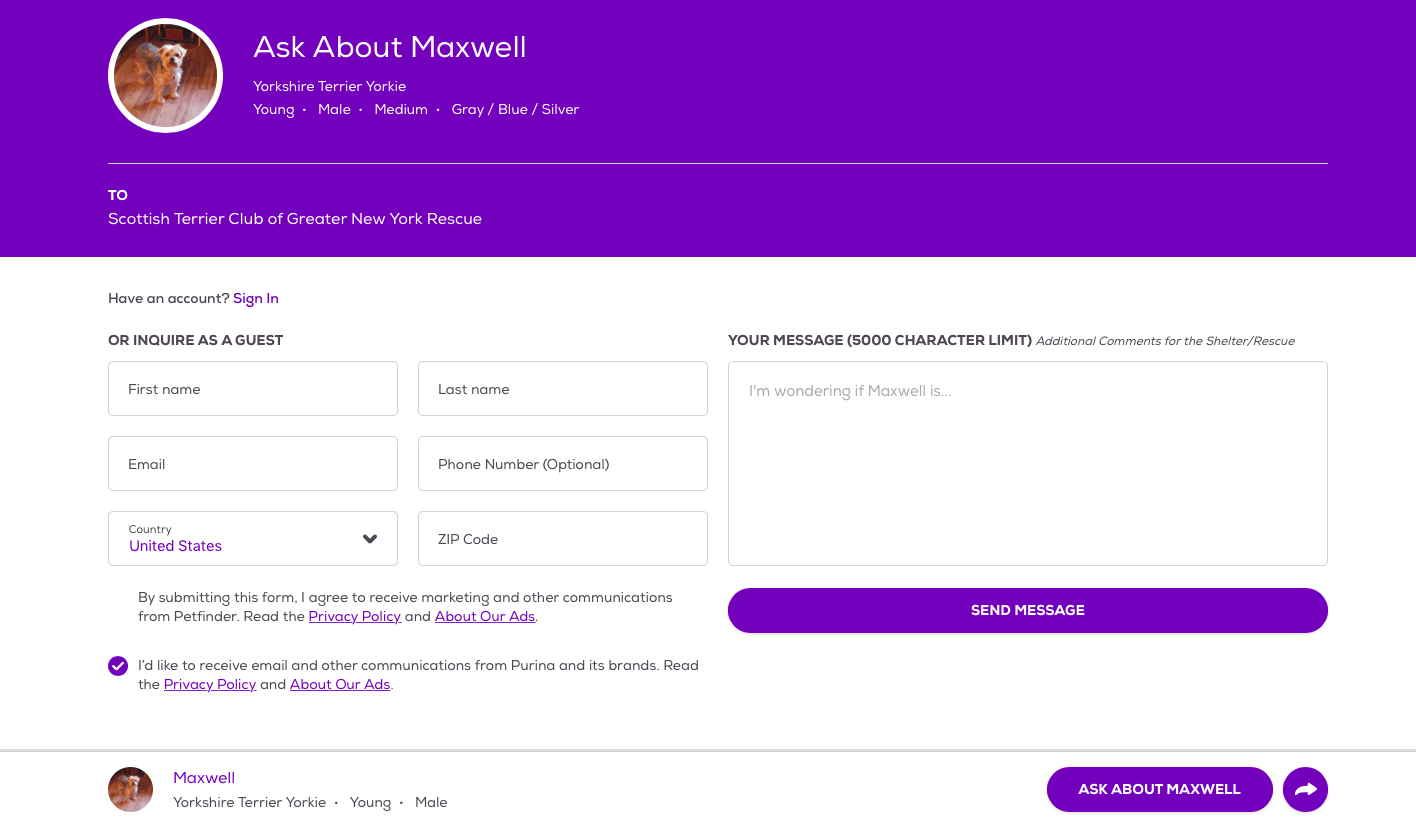 Ask About Maxwell
Yorkshire Terrier Yorkie
Young • Male • Medium • Gray / Blue / Silver
TO
Scottish Terrier Club of Greater New York Rescue
Have an account? Sign In
OR INQUIRE AS A GUEST
First name
Last name
Email
Phone Number (Optional)
Country
United States
ZIP Code
By submitting this form, I agree to receive marketing and other communications
from Petfinder. Read the Privacy Policy and About Our Ads.
I'd like to receive email and other communications from Purina and its brands. Read
the Privacy Policy and About Our Ads.
YOUR MESSAGE (5000 CHARACTER LIMIT) Additional Comments for the Shelter/Rescue
I'm wondering if Maxwell is...
SEND MESSAGE
Maxwell
Yorkshire Terrier Yorkie • Young • Male
ASK ABOUT MAXWELL